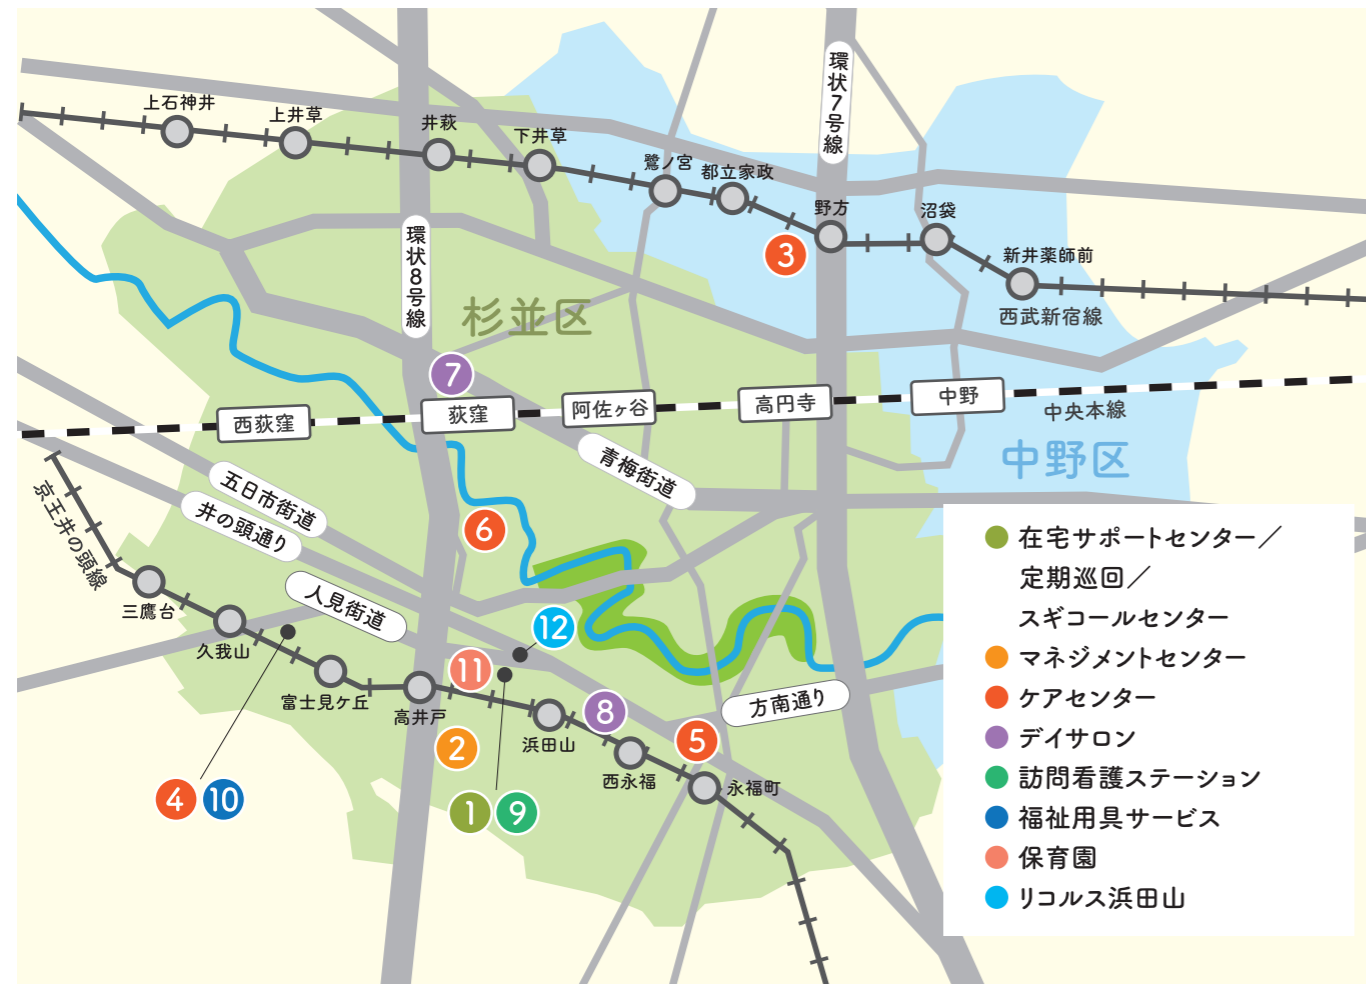 上石神井
上井草
井荻
下井草
鷺ノ宮
都立家政
野方
沼袋
新井薬師前
西武新宿線
環状7号線
環状8号線
3
杉並区
7
西荻窪
荻窪
阿佐ヶ谷
高円寺
中野
中央本線
中野区
青梅街道
五日市街道
井の頭通り
京王井の頭線
6
人見街道
三鷹台
久我山
富士見ケ丘
高井戸
12
11
浜田山
8
西永福
5
永福町
方南通り
2
4
10
1
9
在宅サポートセンター／
定期巡回／
スギコールセンター
マネジメントセンター
ケアセンター
デイサロン
訪問看護ステーション
福祉用具サービス
保育園
リコルス浜田山